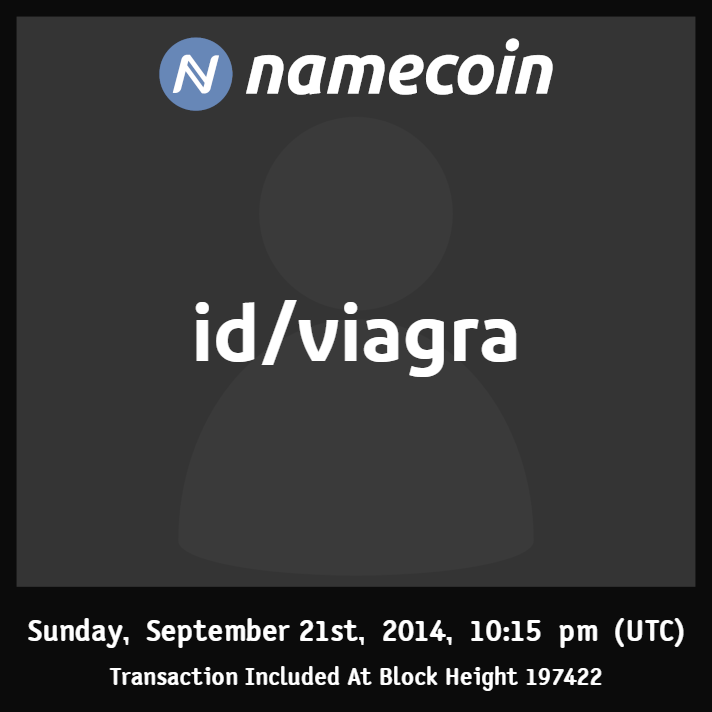 namecoin
id/viagra
Sunday, September 21st, 2014, 10:15 pm (UTC)
Transaction Included At Block Height 197422